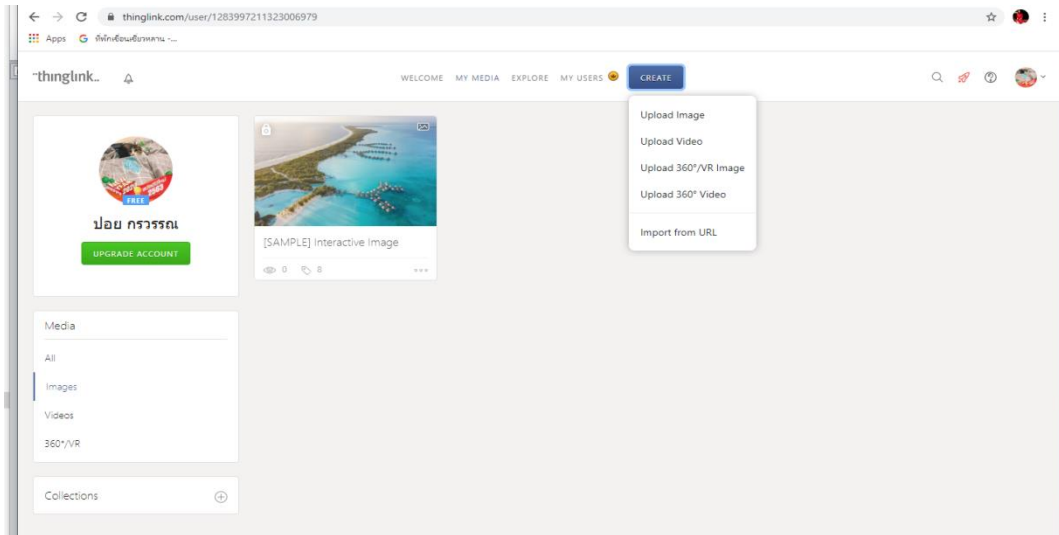 thinglink.com/user/1283997211323006979
Apps
thinglink..
WELCOME MY MEDIA EXPLORE MY USERS CREATE
Upload Image
Upload Video
Upload 360°/VR Image
Upload 360° Video
Import from URL
FREE
ปอย กรวรรณ
UPGRADE ACCOUNT
[SAMPLE] Interactive Image
0 8
Media
All
Images
Videos
360°/VR
Collections